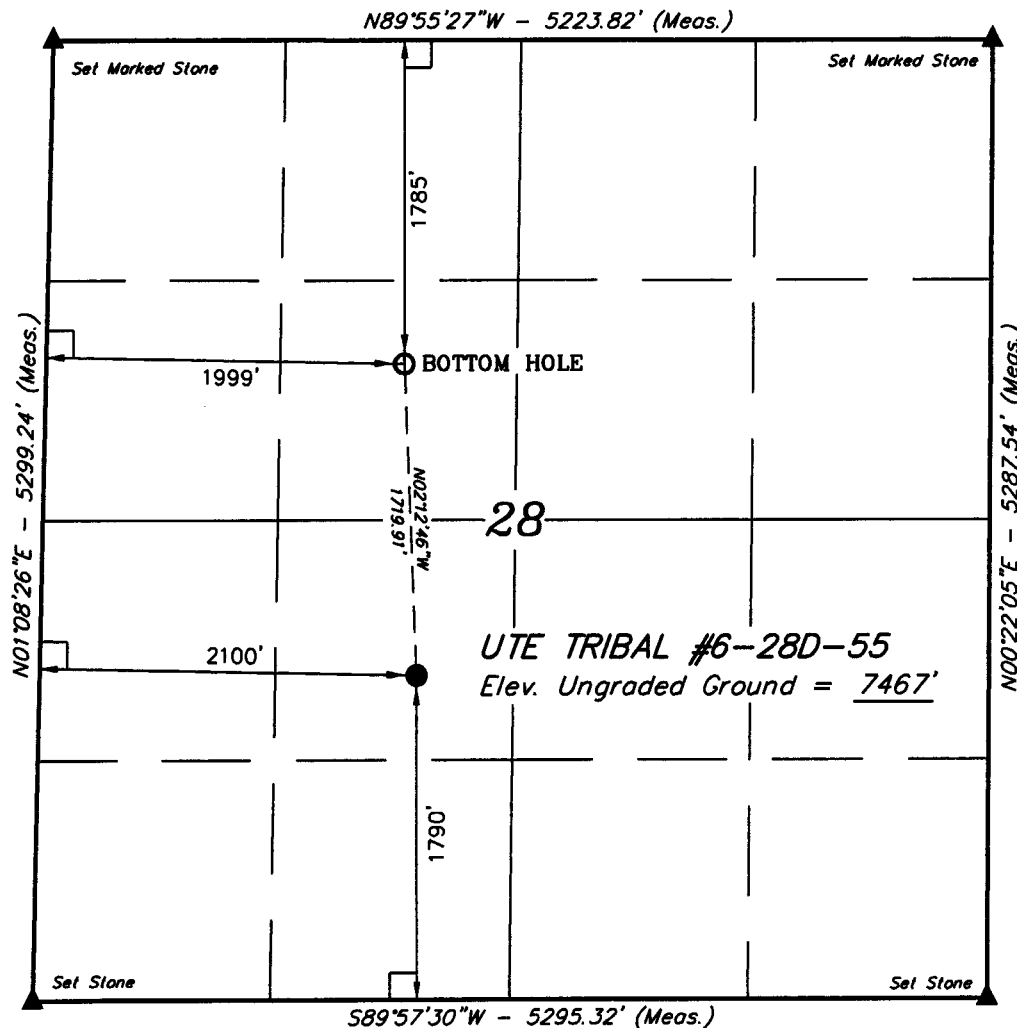 N89°55'27"W - 5223.82' (Meas.)
Set Marked Stone
Set Marked Stone
1785'
BOTTOM HOLE
1999'
N01°08'26"E - 5299.24' (Meas.)
N00°22'05"E - 5287.54' (Meas.)
N02°12'46"W
1719.91'
28
UTE TRIBAL #6-28D-55
Elev. Ungraded Ground = 7467'
2100'
1790'
Set Stone
Set Stone
S89°57'30"W - 5295.32' (Meas.)